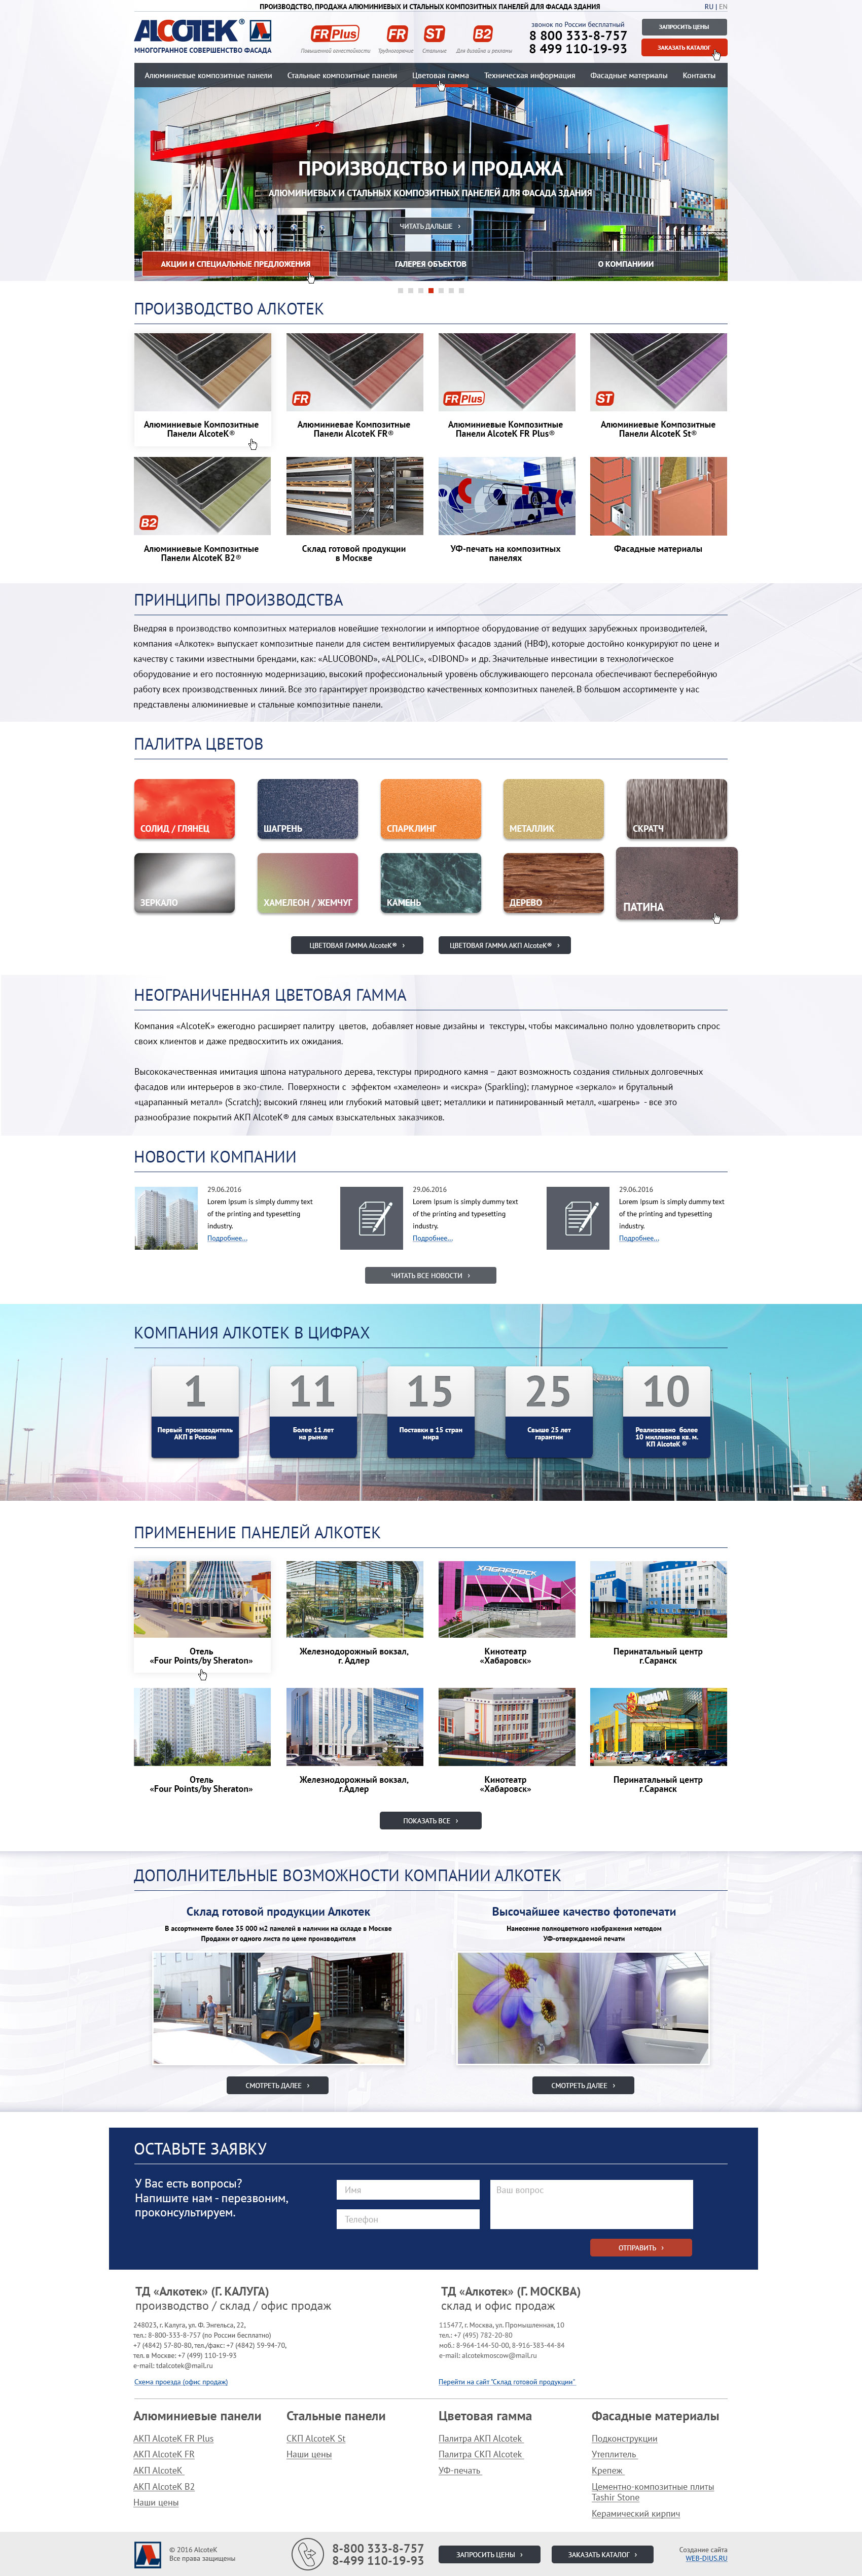 ПРОИЗВОДСТВО, ПРОДАЖА АЛЮМИНИЕВЫХ И СТАЛЬНЫХ КОМПОЗИТНЫХ ПАНЕЛЕЙ ДЛЯ ФАСАДА ЗДАНИЯ
RU | EN
ALCOTEK®
МНОГОГРАННОЕ СОВЕРШЕНСТВО ФАСАДА
FR Plus FR ST B2
Повышенной огнестойкости Трудногорючие Стальные Для дизайна и рекламы
звонок по России бесплатный
8 800 333-8-757
8 499 110-19-93
ЗАПРОСИТЬ ЦЕНЫ
ЗАКАЗАТЬ КАТАЛОГ
Алюминиевые композитные панели Стальные композитные панели Цветовая гамма Техническая информация Фасадные материалы Контакты
ПРОИЗВОДСТВО И ПРОДАЖА
АЛЮМИНИЕВЫХ И СТАЛЬНЫХ КОМПОЗИТНЫХ ПАНЕЛЕЙ ДЛЯ ФАСАДА ЗДАНИЯ
ЧИТАТЬ ДАЛЬШЕ ›
АКЦИИ И СПЕЦИАЛЬНЫЕ ПРЕДЛОЖЕНИЯ ГАЛЕРЕЯ ОБЪЕКТОВ О КОМПАНИИИ
ПРОИЗВОДСТВО АЛКОТЕК
FR FR Plus ST
Алюминиевые Композитные
Панели AlcoteK®
Алюминиевае Композитные
Панели AlcoteK FR®
Алюминиевые Композитные
Панели AlcoteK FR Plus®
Алюминиевые Композитные
Панели AlcoteK St®
B2
Алюминиевые Композитные
Панели AlcoteK B2®
Склад готовой продукции
в Москве
УФ-печать на композитных
панелях
Фасадные материалы
ПРИНЦИПЫ ПРОИЗВОДСТВА
Внедряя в производство композитных материалов новейшие технологии и импортное оборудование от ведущих зарубежных производителей,
компания «Алкотек» выпускает композитные панели для систем вентилируемых фасадов зданий (НВФ), которые достойно конкурируют по цене и
качеству с такими известными брендами, как: «ALUCOBOND», «ALPOLIC», «DIBOND» и др. Значительные инвестиции в технологическое
оборудование и его постоянную модернизацию, высокий профессиональный уровень обслуживающего персонала обеспечивают бесперебойную
работу всех производственных линий. Все это гарантирует производство качественных композитных панелей. В большом ассортименте у нас
представлены алюминиевые и стальные композитные панели.
ПАЛИТРА ЦВЕТОВ
СОЛИД / ГЛЯНЕЦ ШАГРЕНЬ СПАРКЛИНГ МЕТАЛЛИК СКРАТЧ
ЗЕРКАЛО ХАМЕЛЕОН / ЖЕМЧУГ КАМЕНЬ ДЕРЕВО ПАТИНА
ЦВЕТОВАЯ ГАММА AlcoteK® › ЦВЕТОВАЯ ГАММА АКП AlcoteK® ›
НЕОГРАНИЧЕННАЯ ЦВЕТОВАЯ ГАММА
Компания «AlcoteK» ежегодно расширяет палитру цветов, добавляет новые дизайны и текстуры, чтобы максимально полно удовлетворить спрос
своих клиентов и даже предвосхитить их ожидания.
Высококачественная имитация шпона натурального дерева, текстуры природного камня – дают возможность создания стильных долговечных
фасадов или интерьеров в эко-стиле. Поверхности с эффектом «хамелеон» и «искра» (Sparkling); гламурное «зеркало» и брутальный
«царапанный металл» (Scratch); высокий глянец или глубокий матовый цвет; металлики и патинированный металл, «шагрень» - все это
разнообразие покрытий АКП AlcoteK® для самых взыскательных заказчиков.
НОВОСТИ КОМПАНИИ
29.06.2016
Lorem Ipsum is simply dummy text
of the printing and typesetting
industry.
Подробнее...
29.06.2016
Lorem Ipsum is simply dummy text
of the printing and typesetting
industry.
Подробнее...
29.06.2016
Lorem Ipsum is simply dummy text
of the printing and typesetting
industry.
Подробнее...
ЧИТАТЬ ВСЕ НОВОСТИ ›
КОМПАНИЯ АЛКОТЕК В ЦИФРАХ
1
Первый производитель
АКП в России
11
Более 11 лет
на рынке
15
Поставки в 15 стран
мира
25
Свыше 25 лет
гарантии
10
Реализовано более
10 миллионов кв. м.
КП AlcoteK ®
ПРИМЕНЕНИЕ ПАНЕЛЕЙ АЛКОТЕК
ХАБАРОВСК
Отель
«Four Points/by Sheraton»
Железнодорожный вокзал,
г. Адлер
Кинотеатр
«Хабаровск»
Перинатальный центр
г.Саранск
Отель
«Four Points/by Sheraton»
Железнодорожный вокзал,
г.Адлер
Кинотеатр
«Хабаровск»
Перинатальный центр
г.Саранск
ПОКАЗАТЬ ВСЕ ›
ДОПОЛНИТЕЛЬНЫЕ ВОЗМОЖНОСТИ КОМПАНИИ АЛКОТЕК
Склад готовой продукции Алкотек
В ассортименте более 35 000 м2 панелей в наличии на складе в Москве
Продажи от одного листа по цене производителя
СМОТРЕТЬ ДАЛЕЕ ›
Высочайшее качество фотопечати
Нанесение полноцветного изображения методом
УФ-отверждаемой печати
СМОТРЕТЬ ДАЛЕЕ ›
ОСТАВЬТЕ ЗАЯВКУ
У Вас есть вопросы?
Напишите нам - перезвоним,
проконсультируем.
Имя
Телефон
Ваш вопрос
ОТПРАВИТЬ ›
ТД «Алкотек» (Г. КАЛУГА)
производство / склад / офис продаж
248023, г. Калуга, ул. Ф. Энгельса, 22,
тел.: 8-800-333-8-757 (по России бесплатно)
+7 (4842) 57-80-80, тел./факс: +7 (4842) 59-94-70,
тел. в Москве: +7 (499) 110-19-93
e-mail: tdalcotek@mail.ru
Схема проезда (офис продаж)
ТД «Алкотек» (Г. МОСКВА)
склад и офис продаж
115477, г. Москва, ул. Промышленная, 10
тел.: +7 (495) 782-20-80
моб.: 8-964-144-50-00, 8-916-383-44-84
e-mail: alcotekmoscow@mail.ru
Перейти на сайт "Склад готовой продукции"
Алюминиевые панели
АКП AlcoteK FR Plus
АКП AlcoteK FR
АКП AlcoteK
АКП AlcoteK B2
Наши цены
Стальные панели
СКП AlcoteK St
Наши цены
Цветовая гамма
Палитра АКП Alcotek
Палитра СКП Alcotek
УФ-печать
Фасадные материалы
Подконструкции
Утеплитель
Крепеж
Цементно-композитные плиты
Tashir Stone
Керамический кирпич
© 2016 AlcoteK
Все права защищены
8-800 333-8-757
8-499 110-19-93
ЗАПРОСИТЬ ЦЕНЫ ›
ЗАКАЗАТЬ КАТАЛОГ ›
Создание сайта
WEB-DIUS.RU